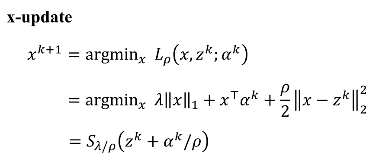 x-update
x^{k+1} = argmin_x L_ρ(x, z^k; α^k)
= argmin_x λ‖x‖_1 + x^⊤α^k + ρ/2 ‖x − z^k‖_2^2
= S_{λ/ρ}(z^k + α^k/ρ)